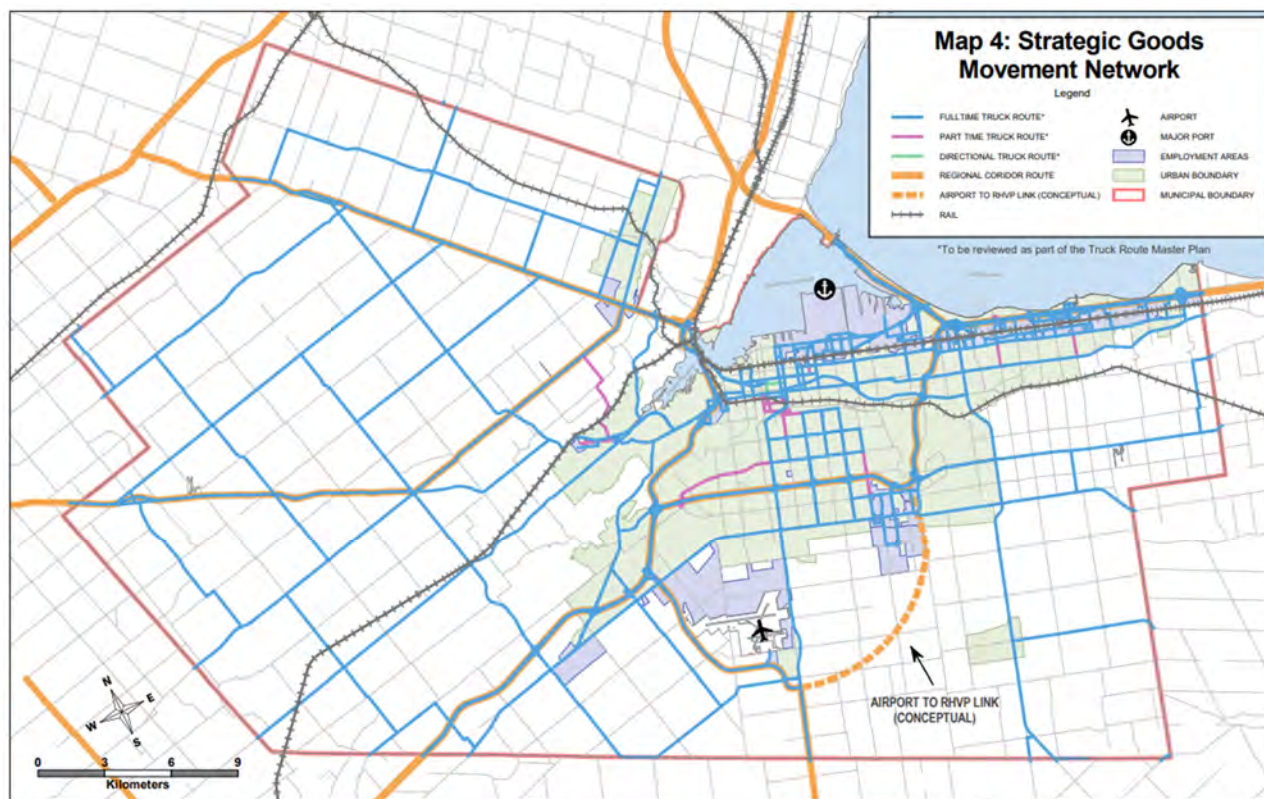 Map 4: Strategic Goods
Movement Network
Legend
FULLTIME TRUCK ROUTE*
PART TIME TRUCK ROUTE*
DIRECTIONAL TRUCK ROUTE*
REGIONAL CORIDOR ROUTE
AIRPORT TO RHVP LINK (CONCEPTUAL)
RAIL
AIRPORT
MAJOR PORT
EMPLOYMENT AREAS
URBAN BOUNDARY
MUNICIPAL BOUNDARY
*To be reviewed as part of the Truck Route Master Plan
AIRPORT TO RHVP LINK
(CONCEPTUAL)
N
E
W
S
0 3 6 9
Kilometers